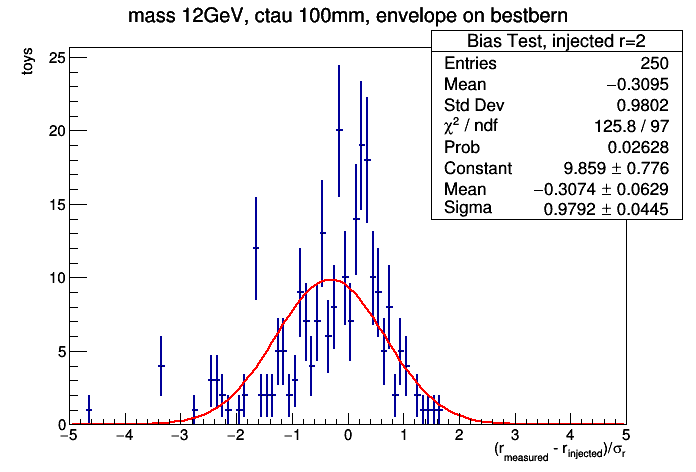 mass 12GeV, ctau 100mm, envelope on bestbern
Bias Test, injected r=2
Entries 250
Mean −0.3095
Std Dev 0.9802
χ² / ndf 125.8 / 97
Prob 0.02628
Constant 9.859 ± 0.776
Mean −0.3074 ± 0.0629
Sigma 0.9792 ± 0.0445
toys
25
20
15
10
5
0
−5 −4 −3 −2 −1 0 1 2 3 4 5
(r_measured - r_injected)/σ_r